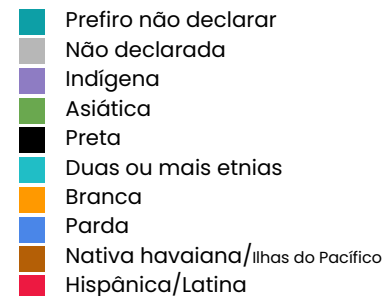 Prefiro não declarar
Não declarada
Indígena
Asiática
Preta
Duas ou mais etnias
Branca
Parda
Nativa havaiana/Ilhas do Pacífico
Hispânica/Latina